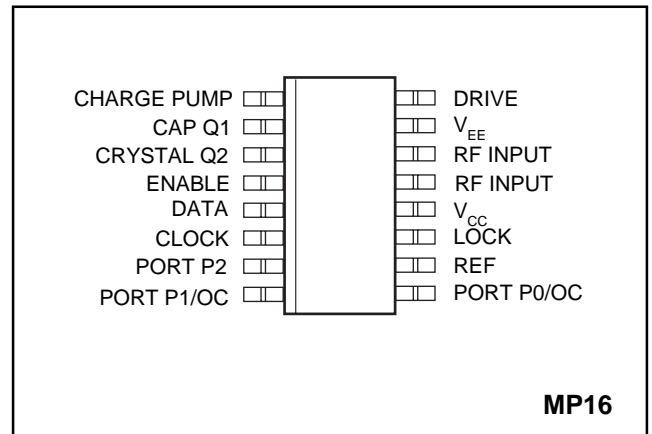 CHARGE PUMP DRIVE
CAP Q1 VEE
CRYSTAL Q2 RF INPUT
ENABLE RF INPUT
DATA VCC
CLOCK LOCK
PORT P2 REF
PORT P1/OC PORT P0/OC
MP16